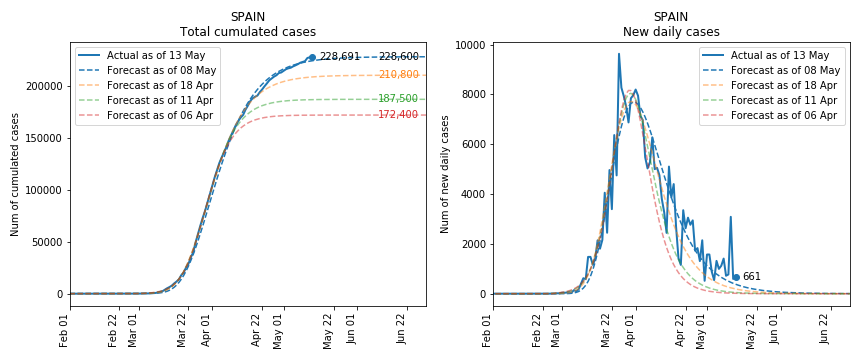 SPAIN
Total cumulated cases
Actual as of 13 May
Forecast as of 08 May
Forecast as of 18 Apr
Forecast as of 11 Apr
Forecast as of 06 Apr
228,691
228,600
210,800
187,500
172,400
Num of cumulated cases
200000
150000
100000
50000
0
Feb 01
Feb 22
Mar 01
Mar 22
Apr 01
Apr 22
May 01
May 22
Jun 01
Jun 22
SPAIN
New daily cases
Actual as of 13 May
Forecast as of 08 May
Forecast as of 18 Apr
Forecast as of 11 Apr
Forecast as of 06 Apr
661
Num of new daily cases
10000
8000
6000
4000
2000
0
Feb 01
Feb 22
Mar 01
Mar 22
Apr 01
Apr 22
May 01
May 22
Jun 01
Jun 22